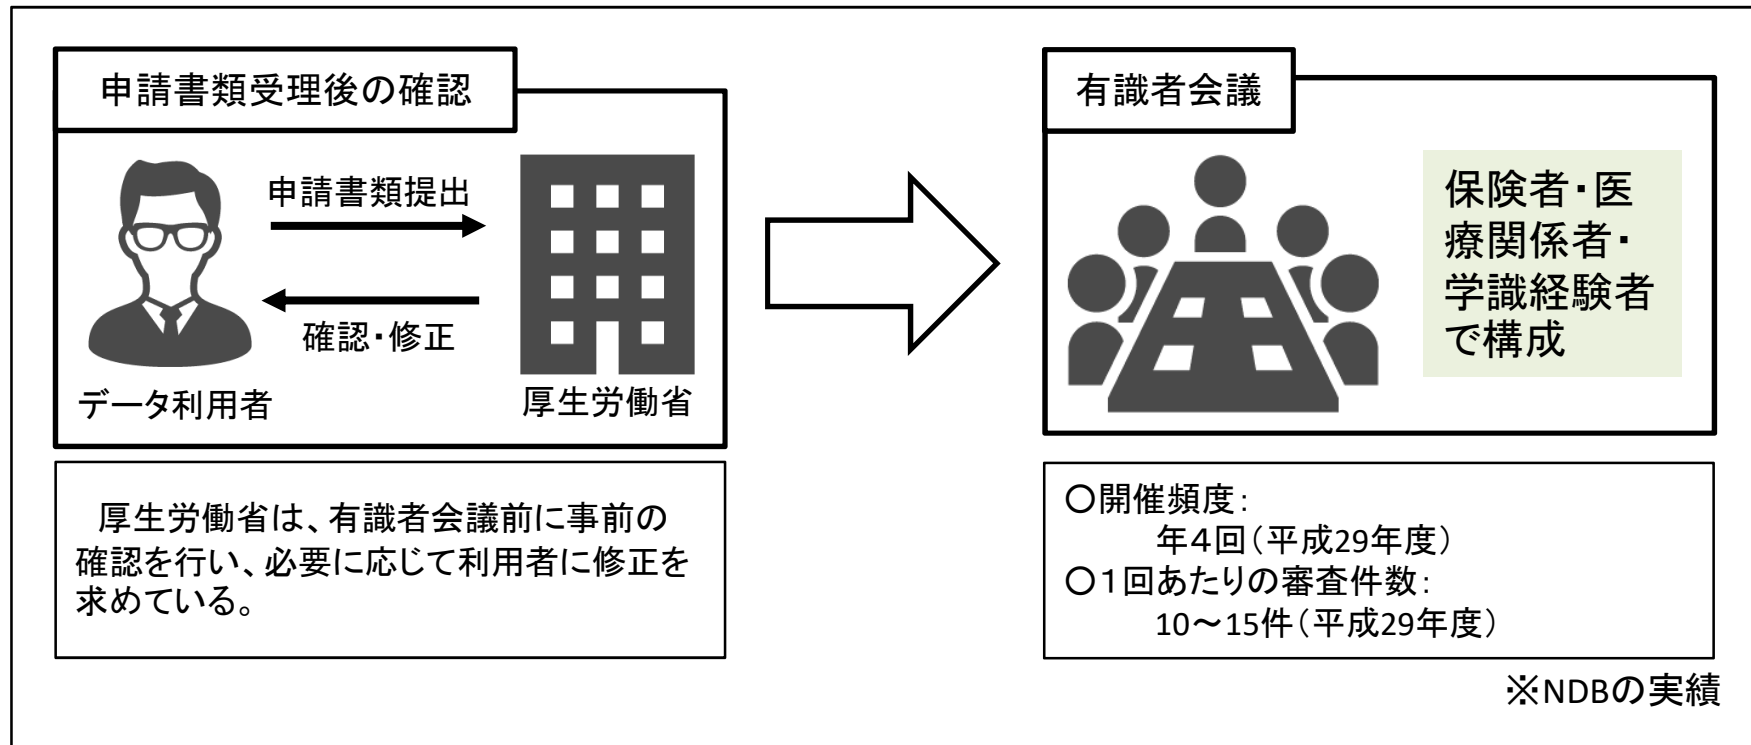 申請書類受理後の確認
申請書類提出
確認・修正
データ利用者
厚生労働省
厚生労働省は、有識者会議前に事前の
確認を行い、必要に応じて利用者に修正を
求めている。
有識者会議
保険者・医
療関係者・
学識経験者
で構成
○開催頻度：
年４回（平成29年度）
○１回あたりの審査件数：
10～15件（平成29年度）
※NDBの実績